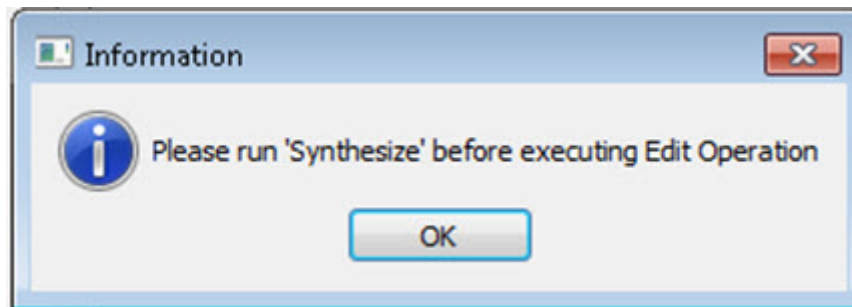 Information
Please run 'Synthesize' before executing Edit Operation
OK